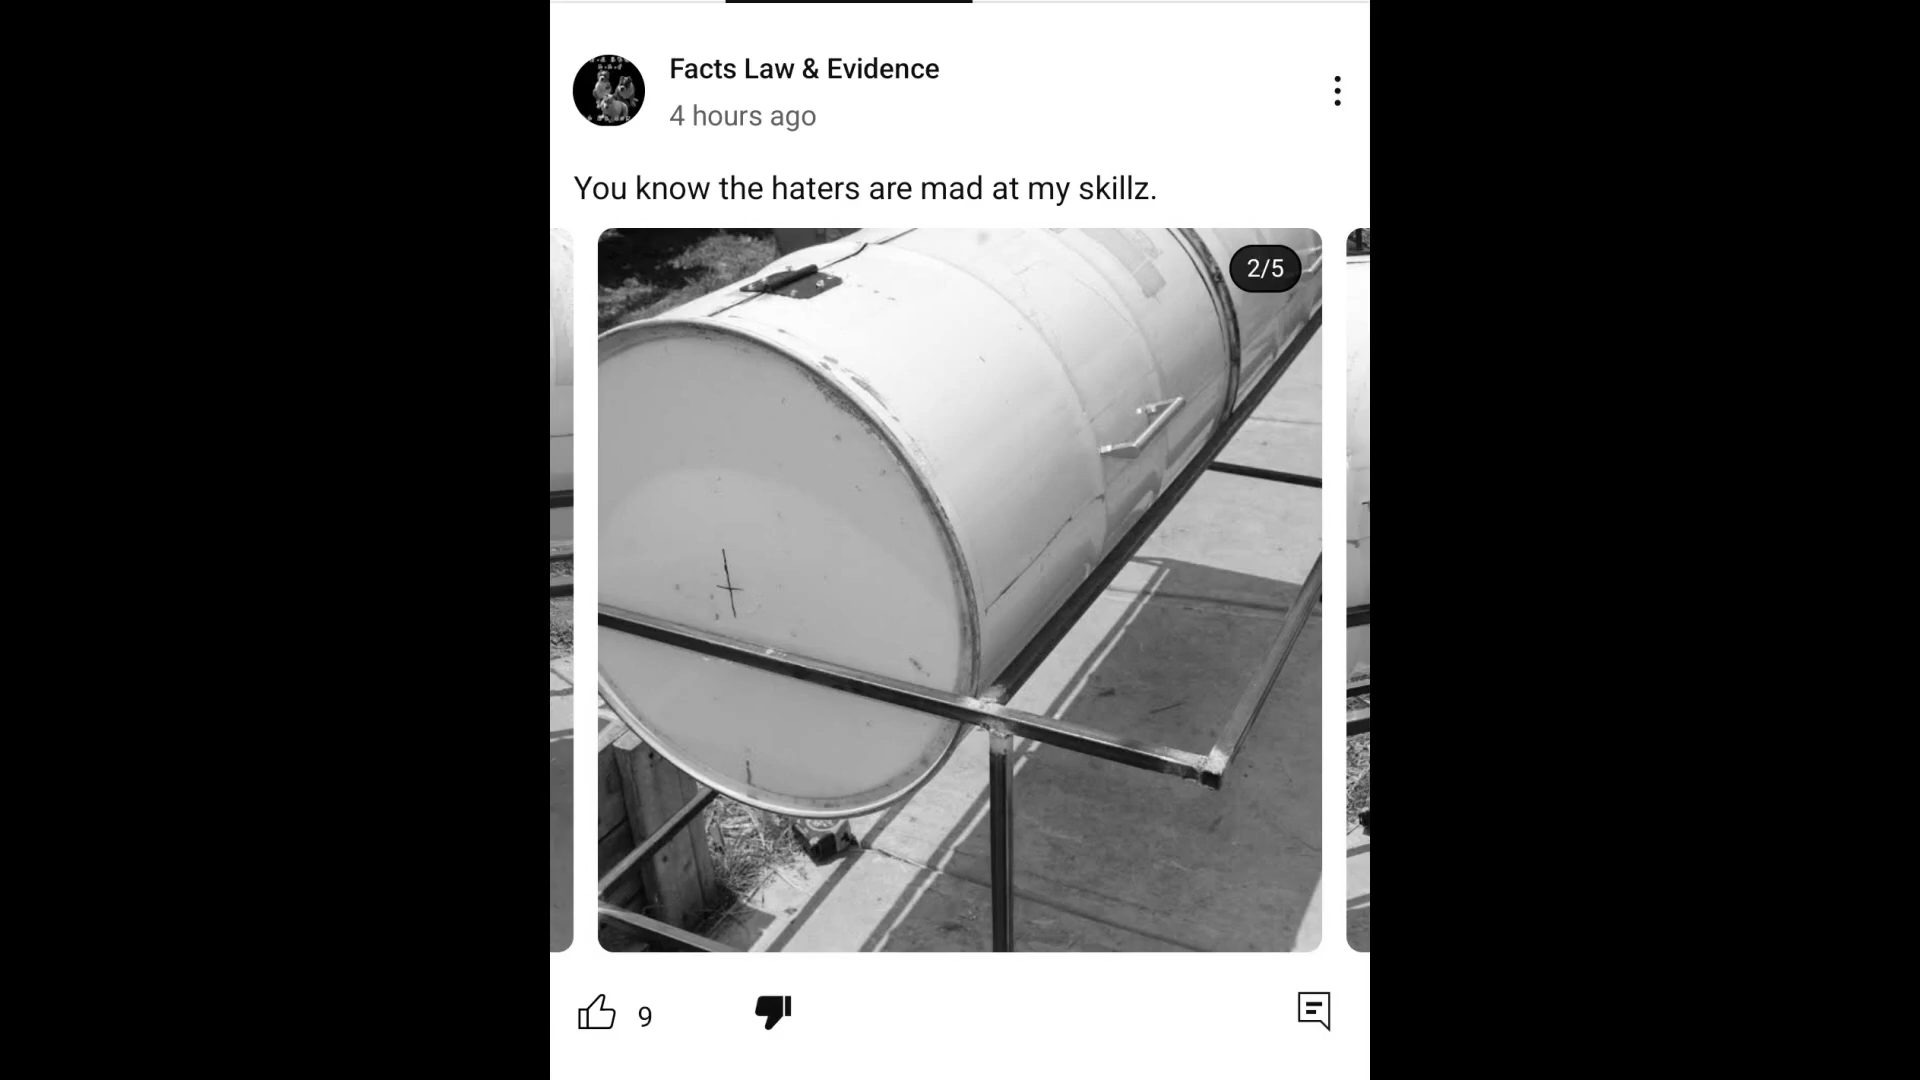 Facts Law & Evidence
4 hours ago
You know the haters are mad at my skillz.
2/5
9